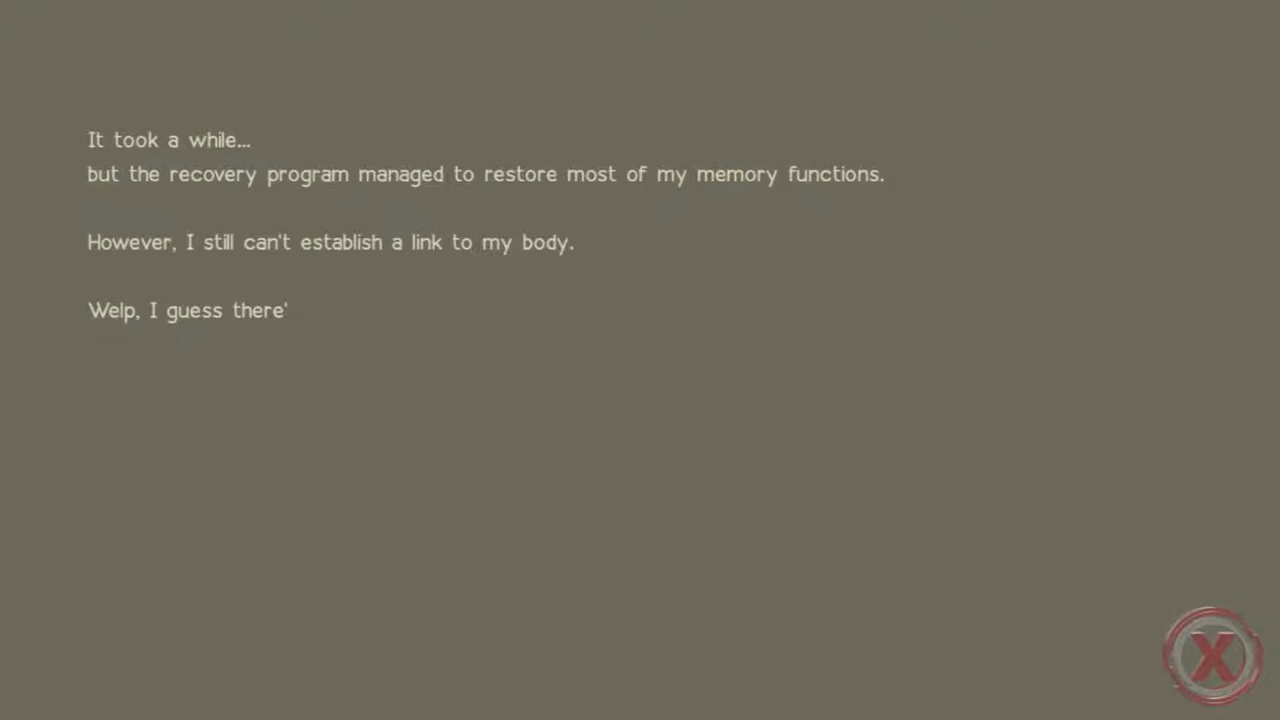 It took a while...
but the recovery program managed to restore most of my memory functions.
However, I still can't establish a link to my body.
Welp, I guess there'
X